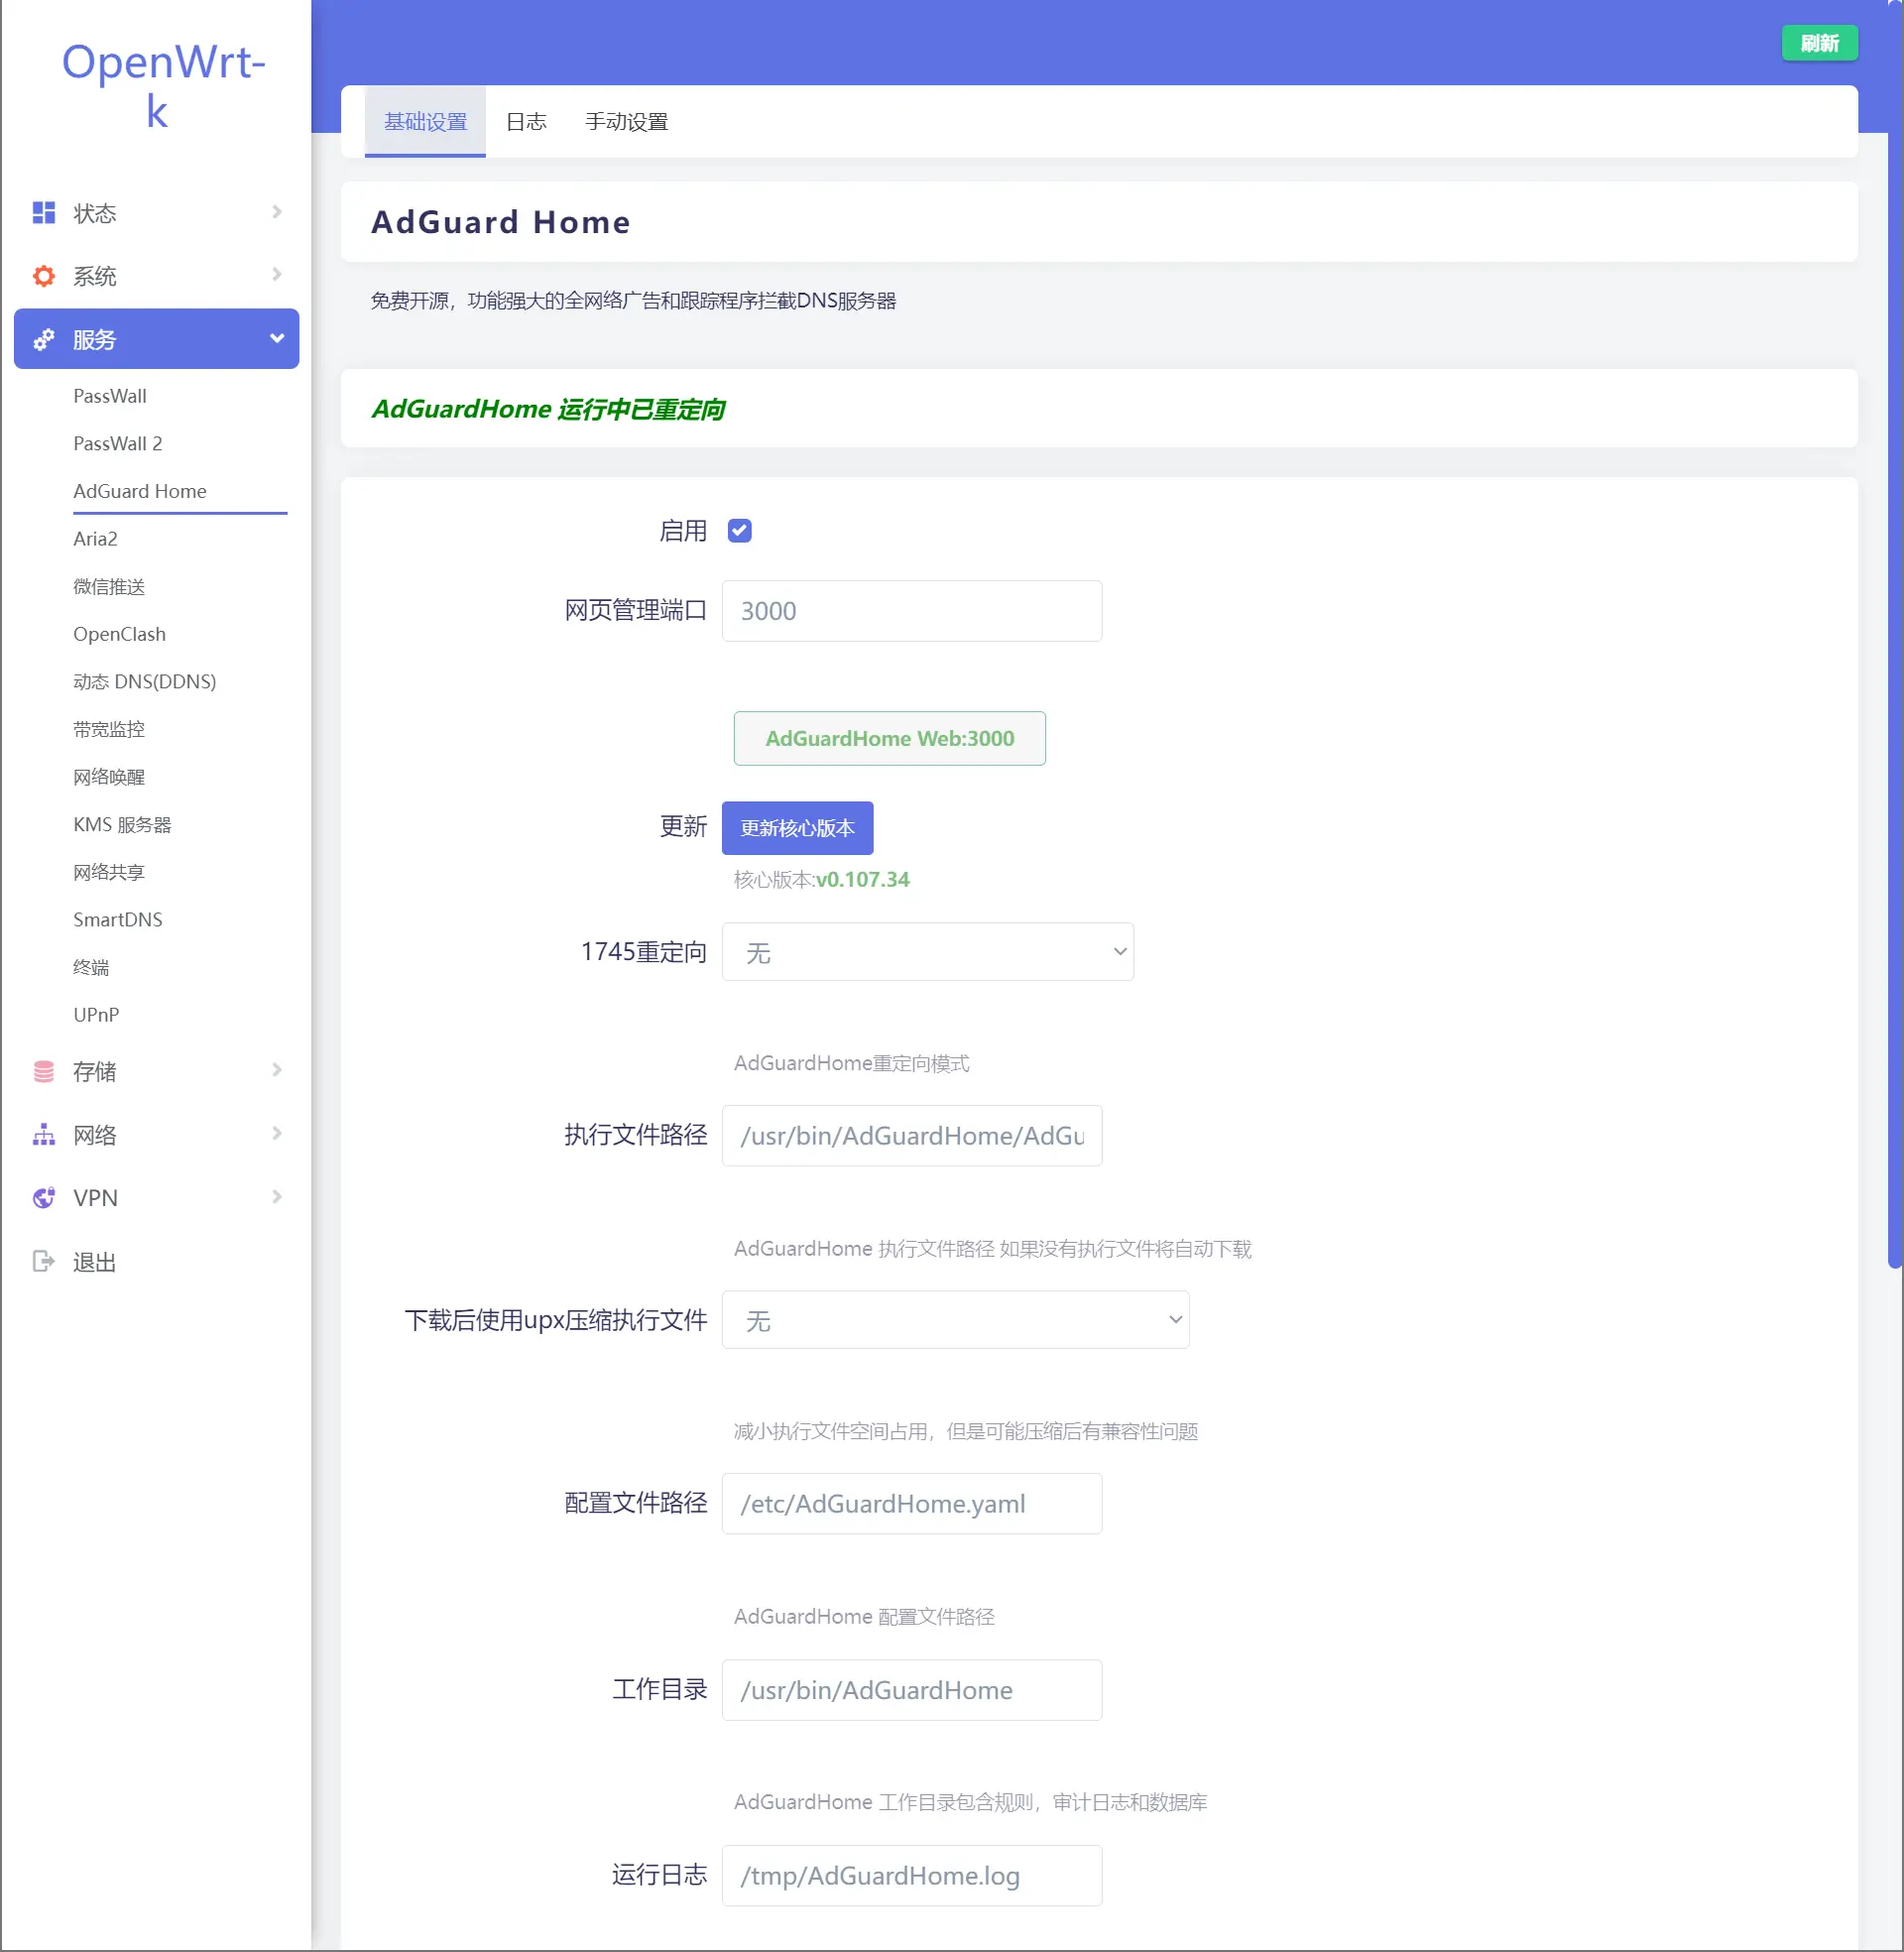 OpenWrt-
k
状态
系统
服务
PassWall
PassWall 2
AdGuard Home
Aria2
微信推送
OpenClash
动态 DNS(DDNS)
带宽监控
网络唤醒
KMS 服务器
网络共享
SmartDNS
终端
UPnP
存储
网络
VPN
退出
刷新
基础设置 日志 手动设置
AdGuard Home
免费开源，功能强大的全网络广告和跟踪程序拦截DNS服务器
AdGuardHome 运行中已重定向
启用
网页管理端口 3000
AdGuardHome Web:3000
更新 更新核心版本
核心版本:v0.107.34
1745重定向 无
AdGuardHome重定向模式
执行文件路径 /usr/bin/AdGuardHome/AdGu
AdGuardHome 执行文件路径 如果没有执行文件将自动下载
下载后使用upx压缩执行文件 无
减小执行文件空间占用，但是可能压缩后有兼容性问题
配置文件路径 /etc/AdGuardHome.yaml
AdGuardHome 配置文件路径
工作目录 /usr/bin/AdGuardHome
AdGuardHome 工作目录包含规则，审计日志和数据库
运行日志 /tmp/AdGuardHome.log